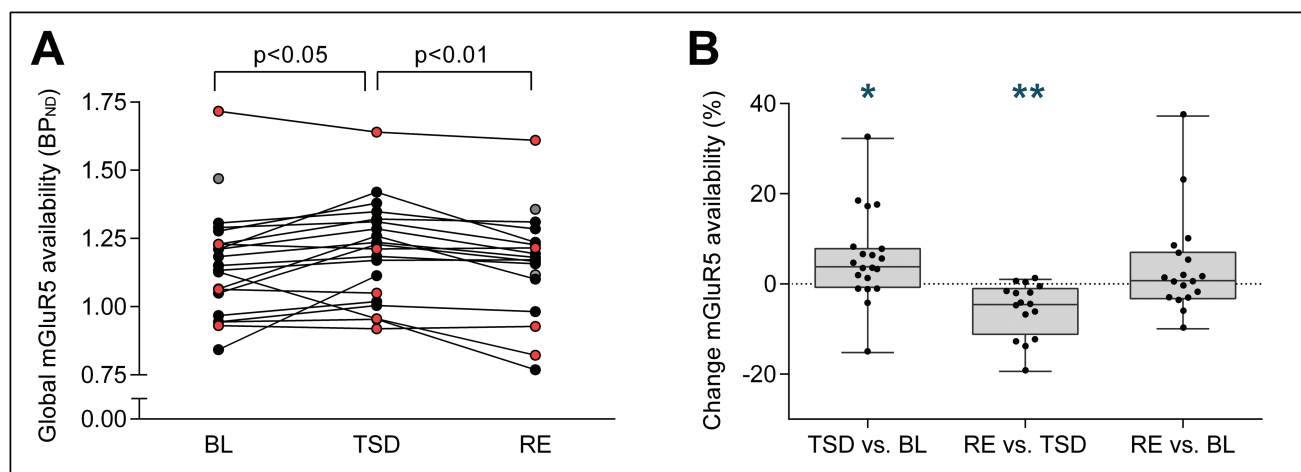 A
p<0.05
p<0.01
Global mGluR5 availability (BPND)
1.75
1.50
1.25
1.00
0.75
0.00
BL
TSD
RE
B
*
**
Change mGluR5 availability (%)
40
20
0
-20
TSD vs. BL
RE vs. TSD
RE vs. BL